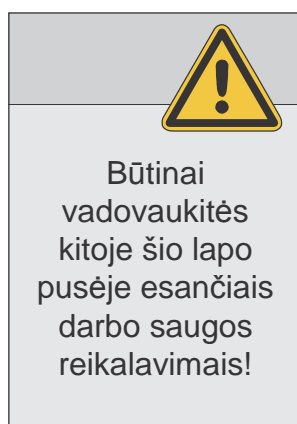 Būtinai
vadovaukitės
kitoje šio lapo
pusėje esančiais
darbo saugos
reikalavimais!